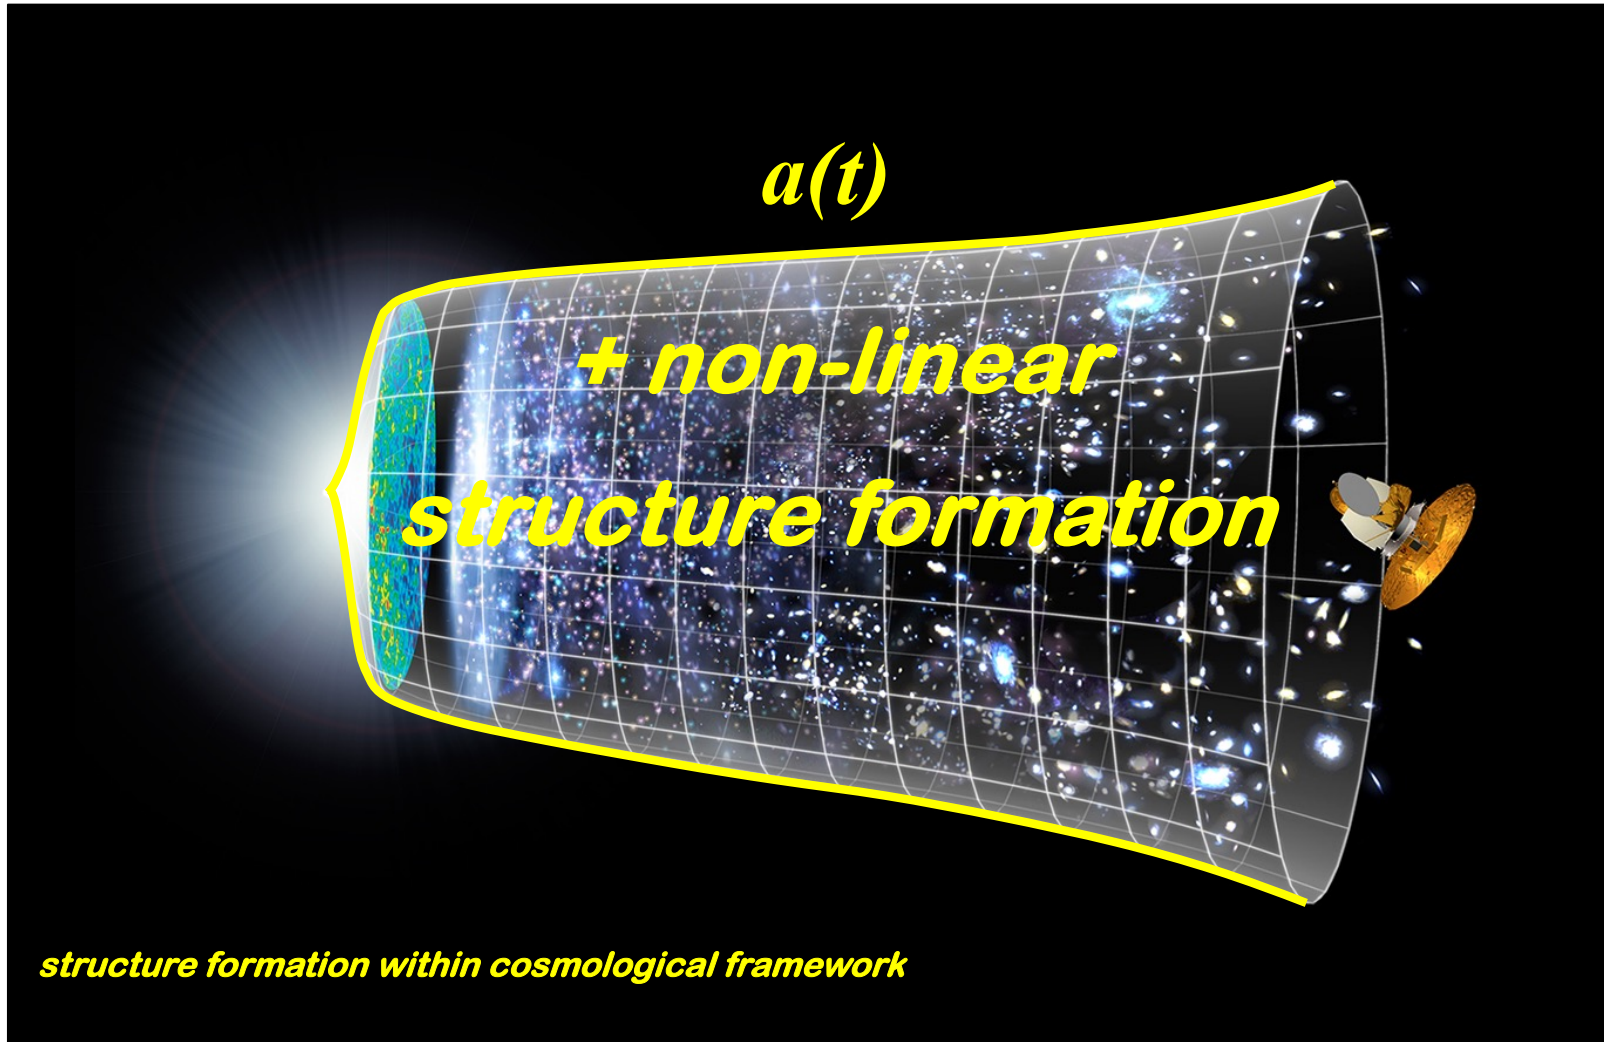 a(t)
+ non-linear
structure formation
structure formation within cosmological framework